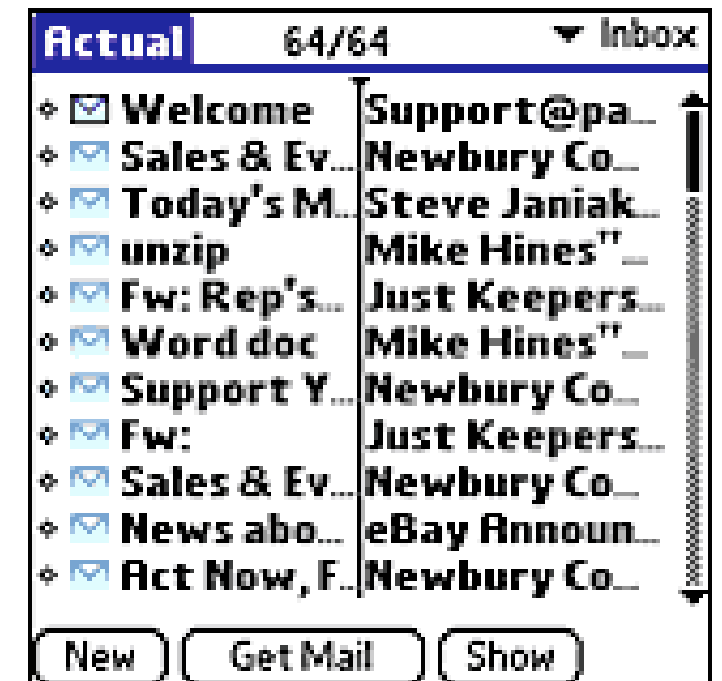 Actual 64/64 Inbox
Welcome Support@pa...
Sales & Ev... Newbury Co...
Today's M... Steve Janiak...
unzip Mike Hines"...
Fw: Rep's... Just Keepers...
Word doc Mike Hines"...
Support Y... Newbury Co...
Fw: Just Keepers...
Sales & Ev... Newbury Co...
News abo... eBay Announ...
Act Now, F... Newbury Co...
New Get Mail Show